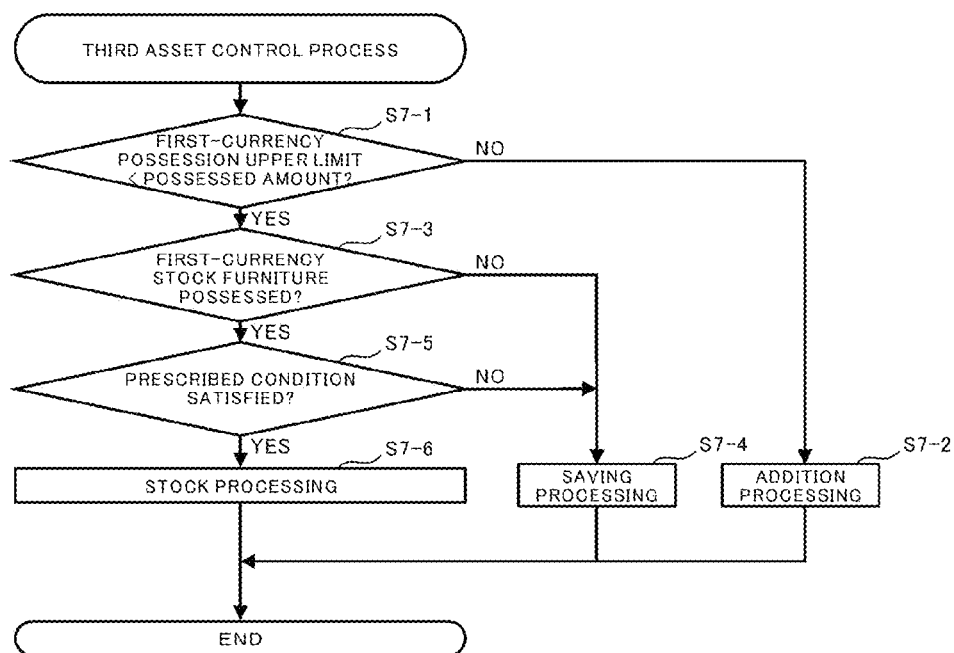 THIRD ASSET CONTROL PROCESS
S7-1
FIRST-CURRENCY
POSSESSION UPPER LIMIT
< POSSESSED AMOUNT?
NO
YES
S7-3
FIRST-CURRENCY
STOCK FURNITURE
POSSESSED?
NO
YES
S7-5
PRESCRIBED CONDITION
SATISFIED?
NO
YES
S7-6
STOCK PROCESSING
S7-4
SAVING
PROCESSING
S7-2
ADDITION
PROCESSING
END